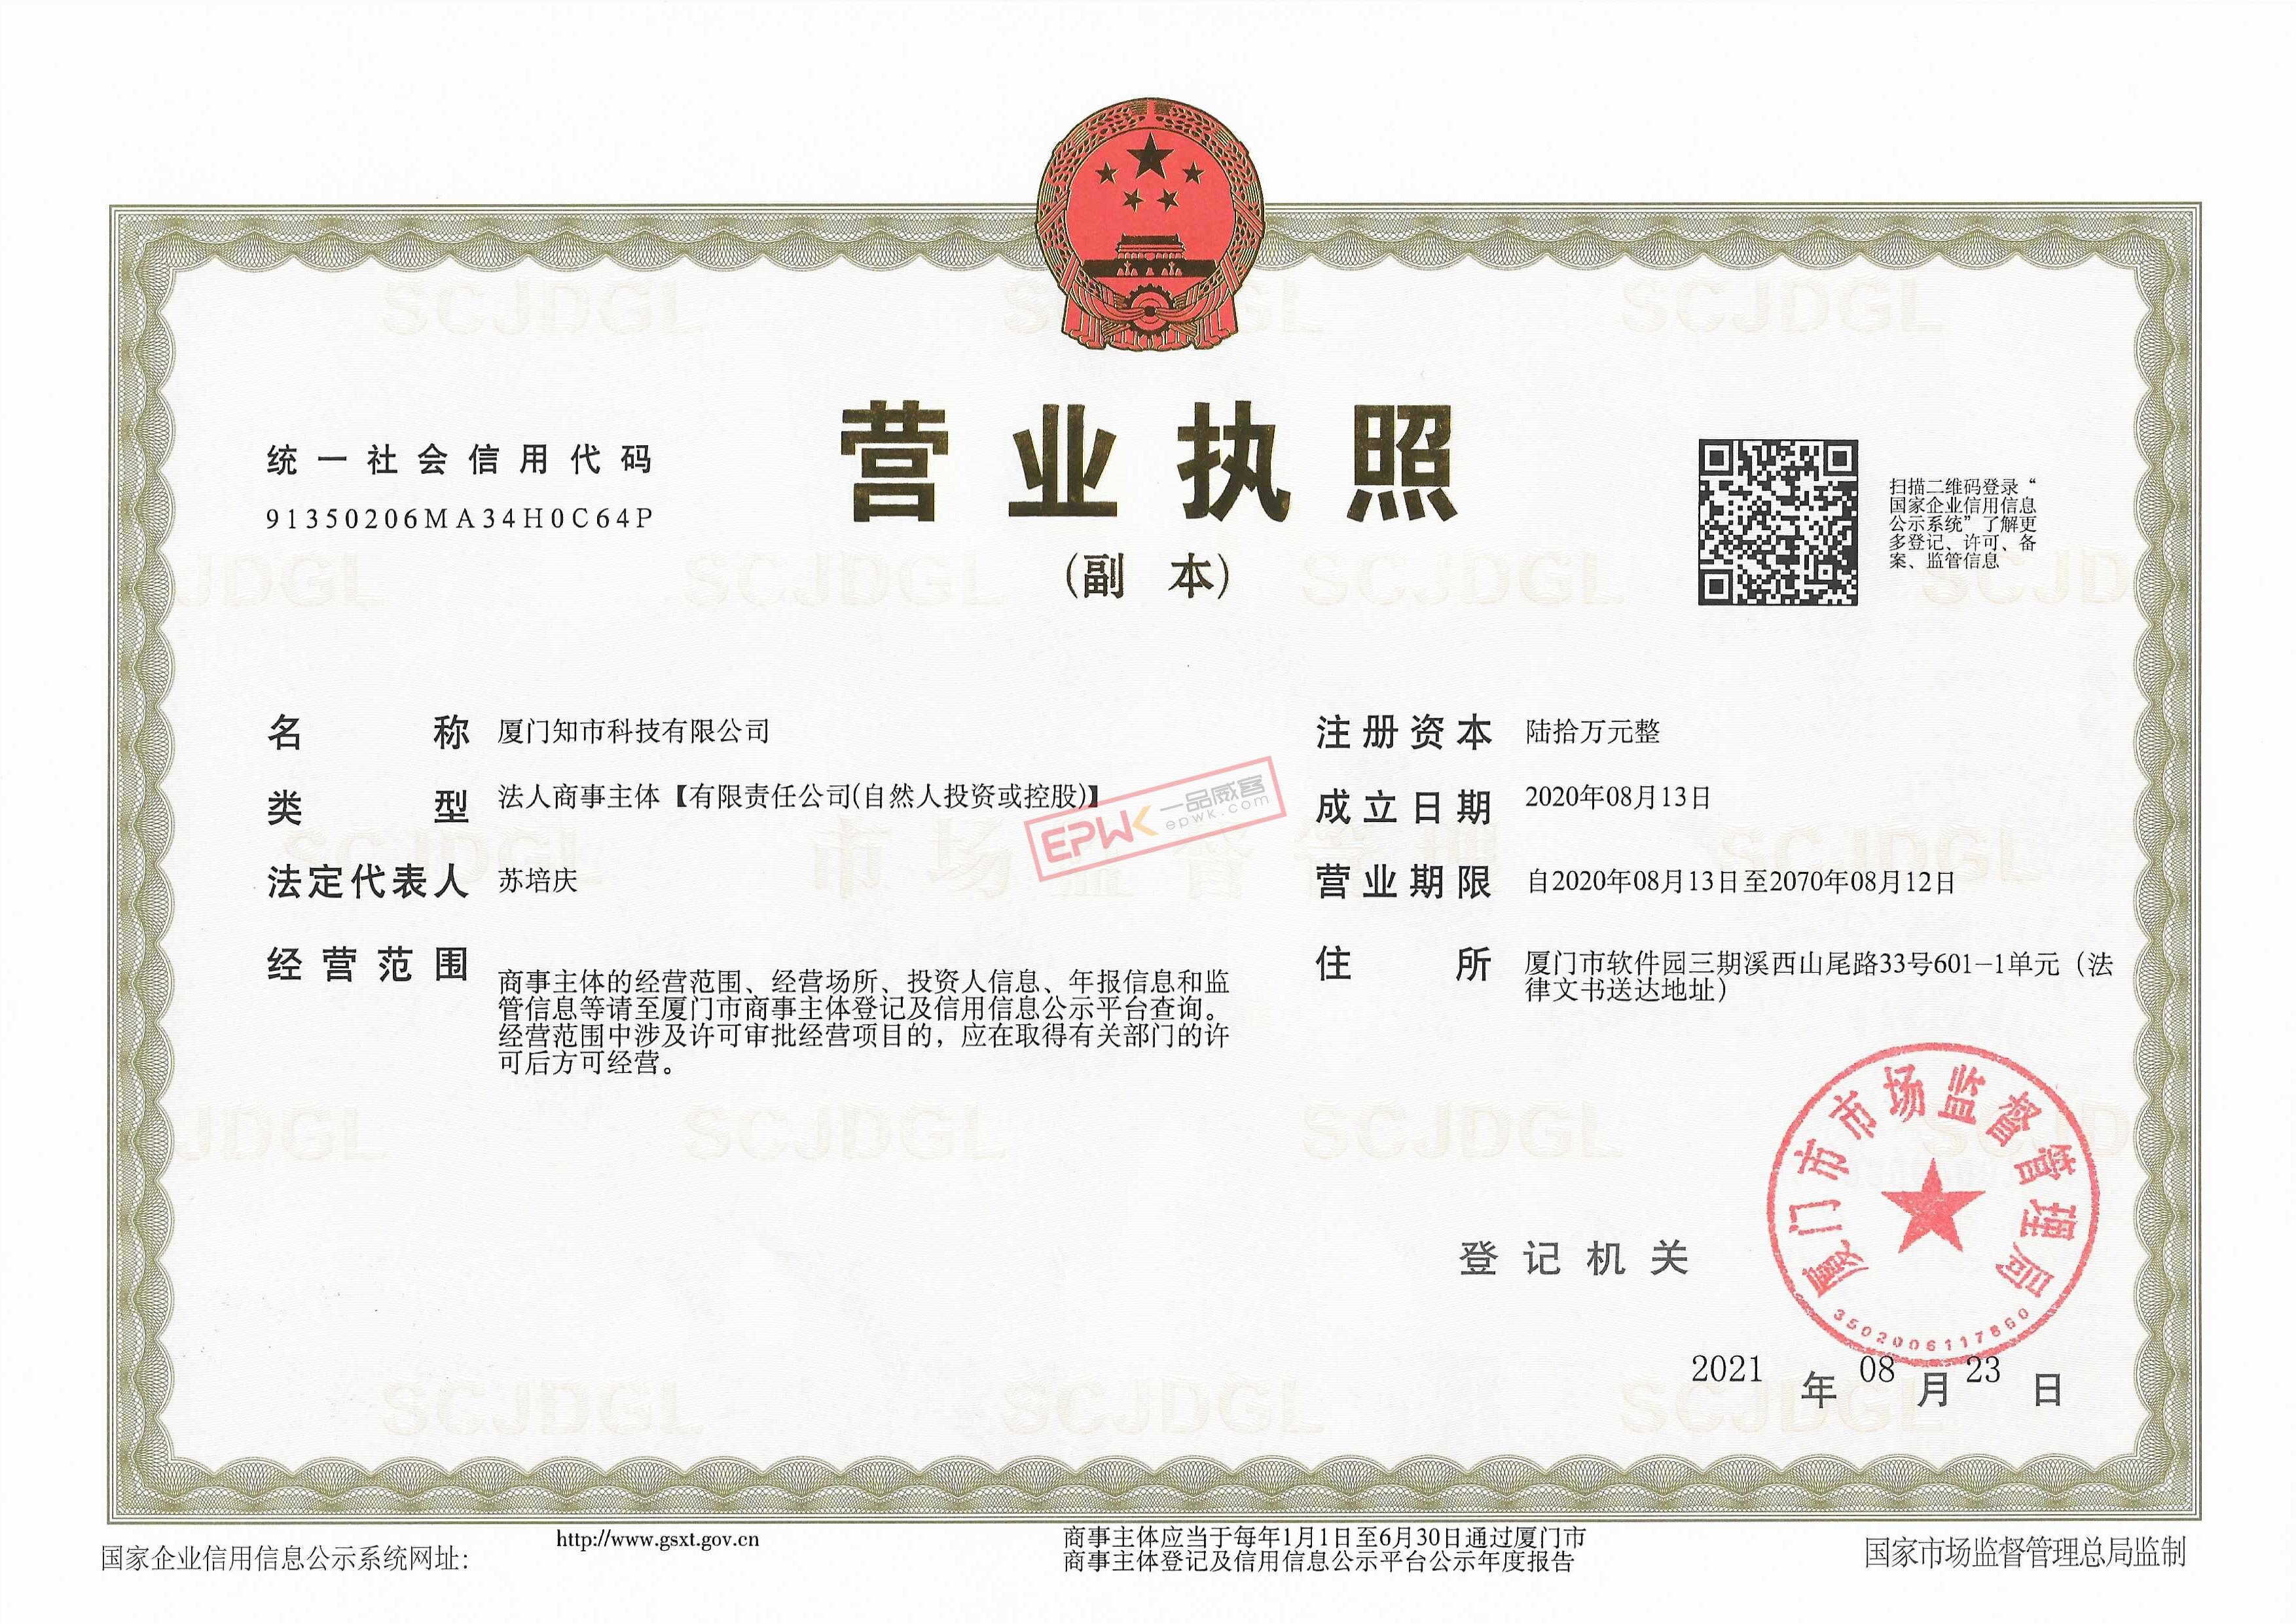 营业执照
(副 本)
统一社会信用代码
91350206MA34H0C64P
扫描二维码登录“
国家企业信用信息
公示系统”了解更
多登记、许可、备
案、监管信息
名 称 厦门知市科技有限公司
类 型 法人商事主体【有限责任公司(自然人投资或控股)】
法定代表人 苏培庆
经营范围 商事主体的经营范围、经营场所、投资人信息、年报信息和监
管信息等请至厦门市商事主体登记及信用信息公示平台查询。
经营范围中涉及许可审批经营项目的，应在取得有关部门的许
可后方可经营。
注册资本 陆拾万元整
成立日期 2020年08月13日
营业期限 自2020年08月13日至2070年08月12日
住 所 厦门市软件园三期溪西山尾路33号601-1单元（法
律文书送达地址）
EPWK 一品威客
epwk.com
SCJDGL
市场监督管理
登记机关
厦门市市场监督管理局
3502006117860
2021 年 08 月 23 日
国家企业信用信息公示系统网址:
http://www.gsxt.gov.cn
商事主体应当于每年1月1日至6月30日通过厦门市
商事主体登记及信用信息公示平台公示年度报告
国家市场监督管理总局监制